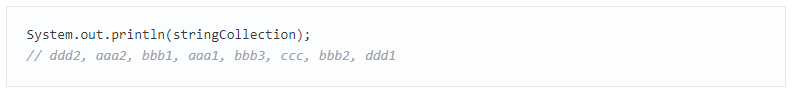 System.out.println(stringCollection);
// ddd2, aaa2, bbb1, aaa1, bbb3, ccc, bbb2, ddd1